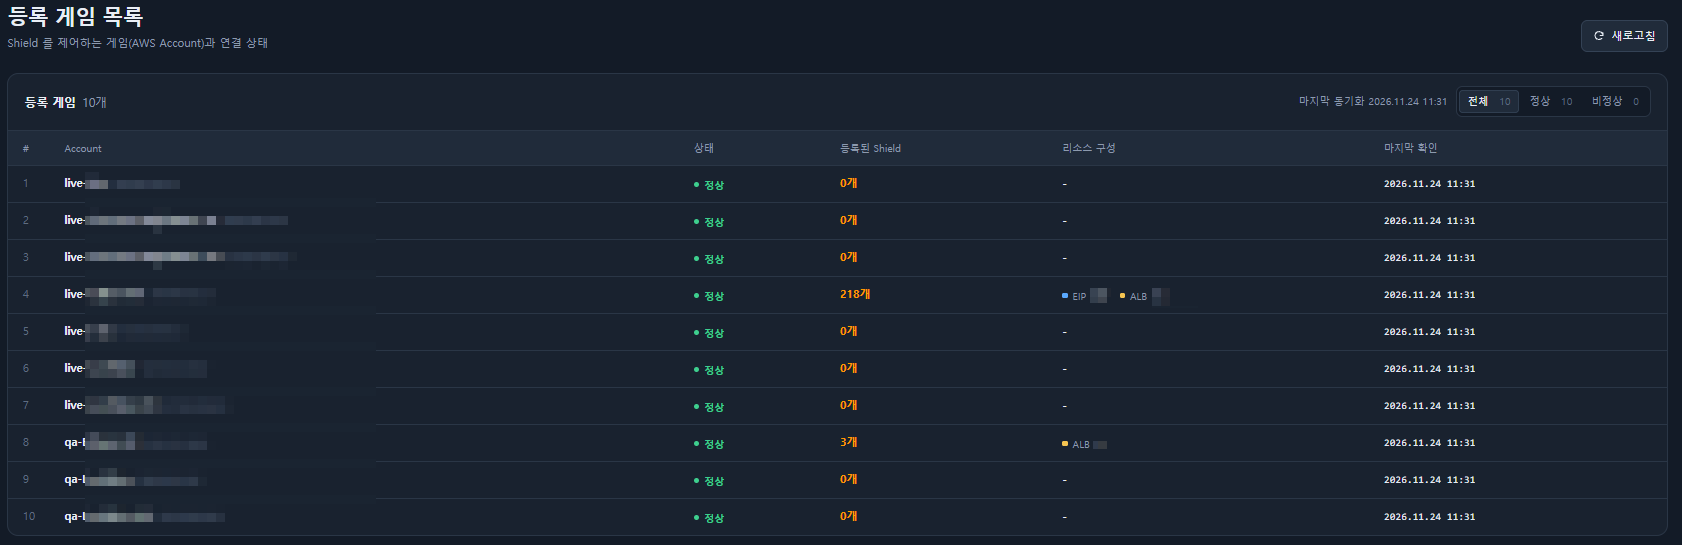 등록 게임 목록
Shield 를 제어하는 게임(AWS Account)과 연결 상태
새로고침
등록 게임 10개
마지막 동기화 2026.11.24 11:31 전체 10 정상 10 비정상 0
# Account 상태 등록된 Shield 리소스 구성 마지막 확인
1 live- 정상 0개 - 2026.11.24 11:31
2 live- 정상 0개 - 2026.11.24 11:31
3 live- 정상 0개 - 2026.11.24 11:31
4 live- 정상 218개 EIP ALB 2026.11.24 11:31
5 live- 정상 0개 - 2026.11.24 11:31
6 live- 정상 0개 - 2026.11.24 11:31
7 live- 정상 0개 - 2026.11.24 11:31
8 qa- 정상 3개 ALB 2026.11.24 11:31
9 qa- 정상 0개 - 2026.11.24 11:31
10 qa- 정상 0개 - 2026.11.24 11:31